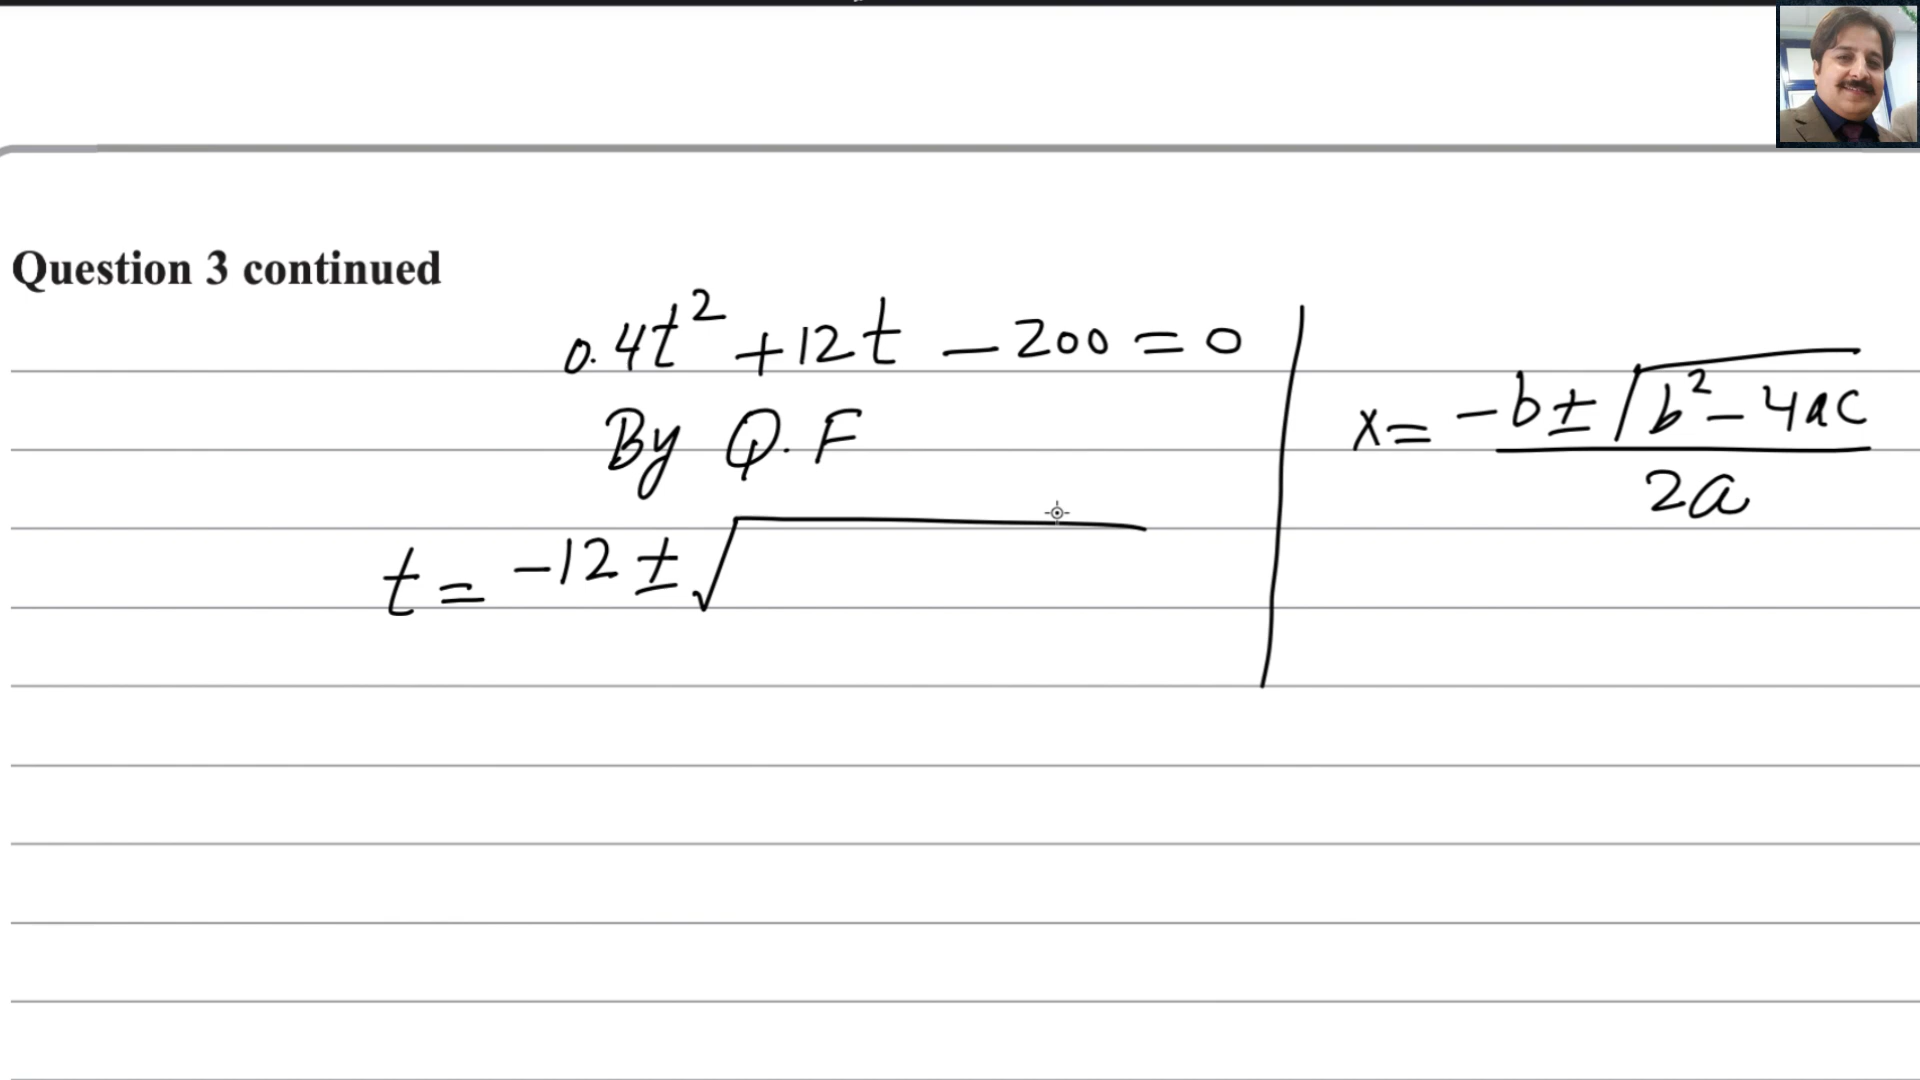 Question 3 continued
0.4t² + 12t - 200 = 0
By Q.F
t = -12 ± √
x = -b ± √b² - 4ac
2a